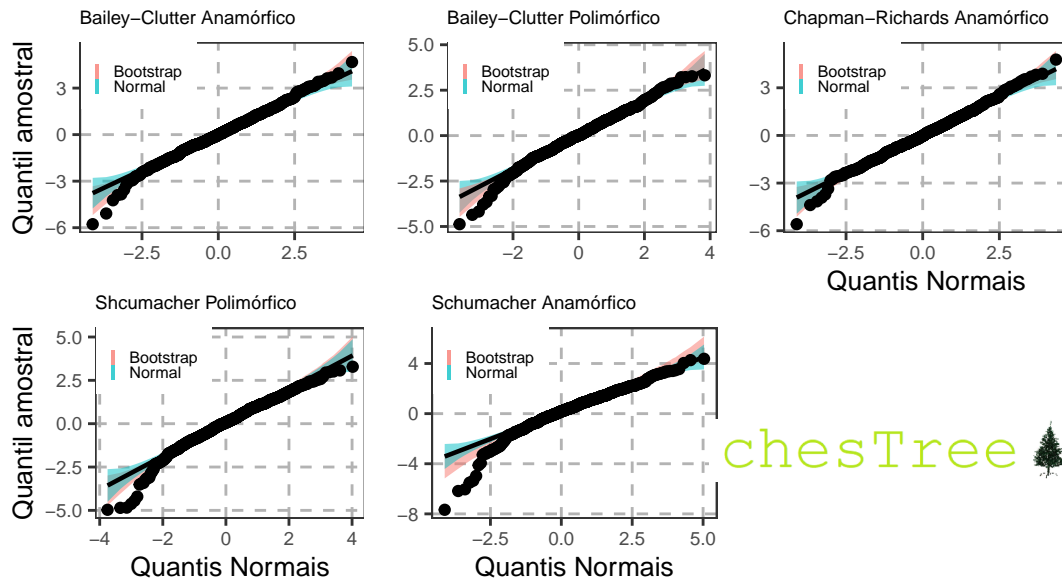 Bailey−Clutter Anamórfico
Quantil amostral
3
0
−3
−6
Bootstrap
Normal
−2.5
0
2.5
Bailey−Clutter Polimórfico
5.0
2.5
0.0
−2.5
−5.0
Bootstrap
Normal
−2
0
2
4
Chapman−Richards Anamórfico
3
0
−3
−6
Bootstrap
Normal
−2.5
0.0
2.5
Quantis Normais
Shcumacher Polimórfico
Quantil amostral
5.0
2.5
0.0
−2.5
−5.0
Bootstrap
Normal
−4
−2
0
2
4
Quantis Normais
Schumacher Anamórfico
4
0
−4
−8
Bootstrap
Normal
−2.5
0.0
2.5
5.0
Quantis Normais
chesTree